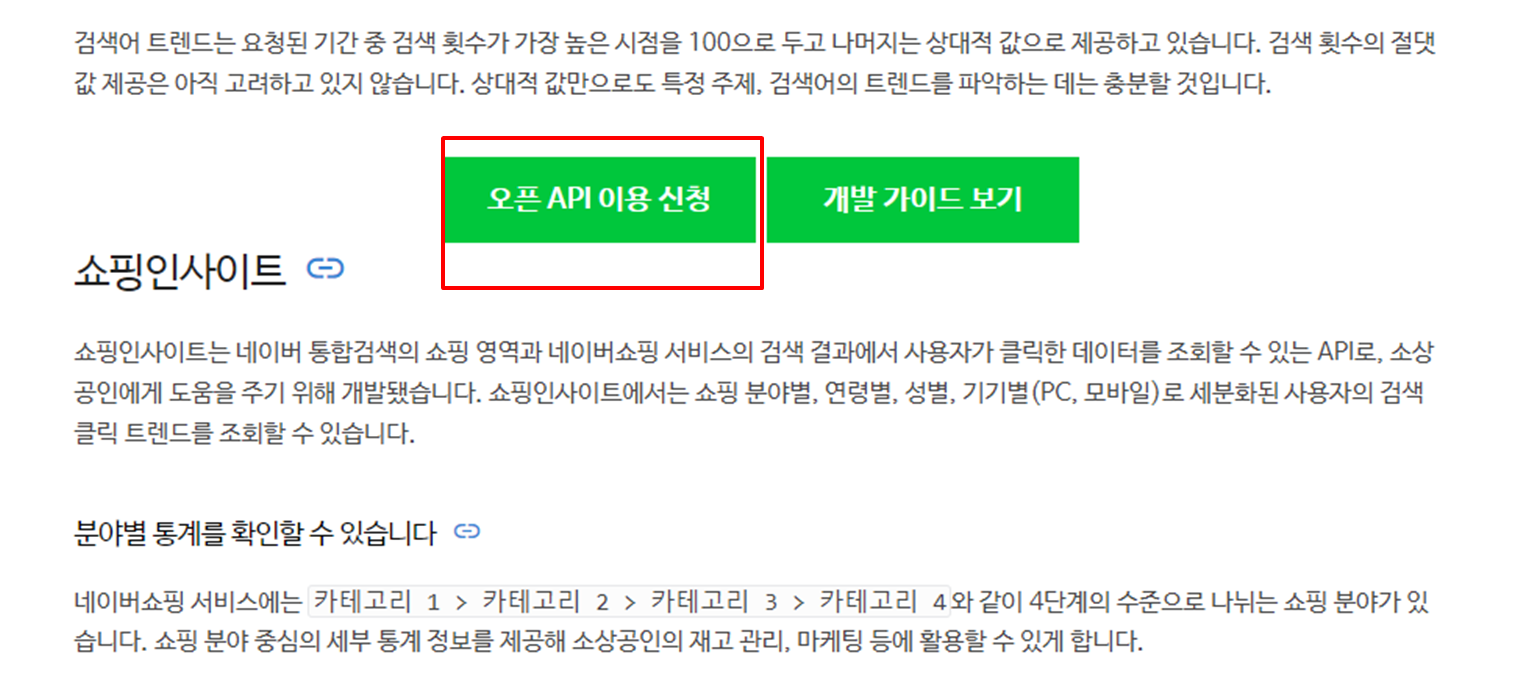 검색어 트렌드는 요청된 기간 중 검색 횟수가 가장 높은 시점을 100으로 두고 나머지는 상대적 값으로 제공하고 있습니다. 검색 횟수의 절댓
값 제공은 아직 고려하고 있지 않습니다. 상대적 값만으로도 특정 주제, 검색어의 트렌드를 파악하는 데는 충분할 것입니다.
오픈 API 이용 신청 개발 가이드 보기
쇼핑인사이트
쇼핑인사이트는 네이버 통합검색의 쇼핑 영역과 네이버쇼핑 서비스의 검색 결과에서 사용자가 클릭한 데이터를 조회할 수 있는 API로, 소상
공인에게 도움을 주기 위해 개발됐습니다. 쇼핑인사이트에서는 쇼핑 분야별, 연령별, 성별, 기기별(PC, 모바일)로 세분화된 사용자의 검색
클릭 트렌드를 조회할 수 있습니다.
분야별 통계를 확인할 수 있습니다
네이버쇼핑 서비스에는 카테고리 1 > 카테고리 2 > 카테고리 3 > 카테고리 4와 같이 4단계의 수준으로 나뉘는 쇼핑 분야가 있
습니다. 쇼핑 분야 중심의 세부 통계 정보를 제공해 소상공인의 재고 관리, 마케팅 등에 활용할 수 있게 합니다.